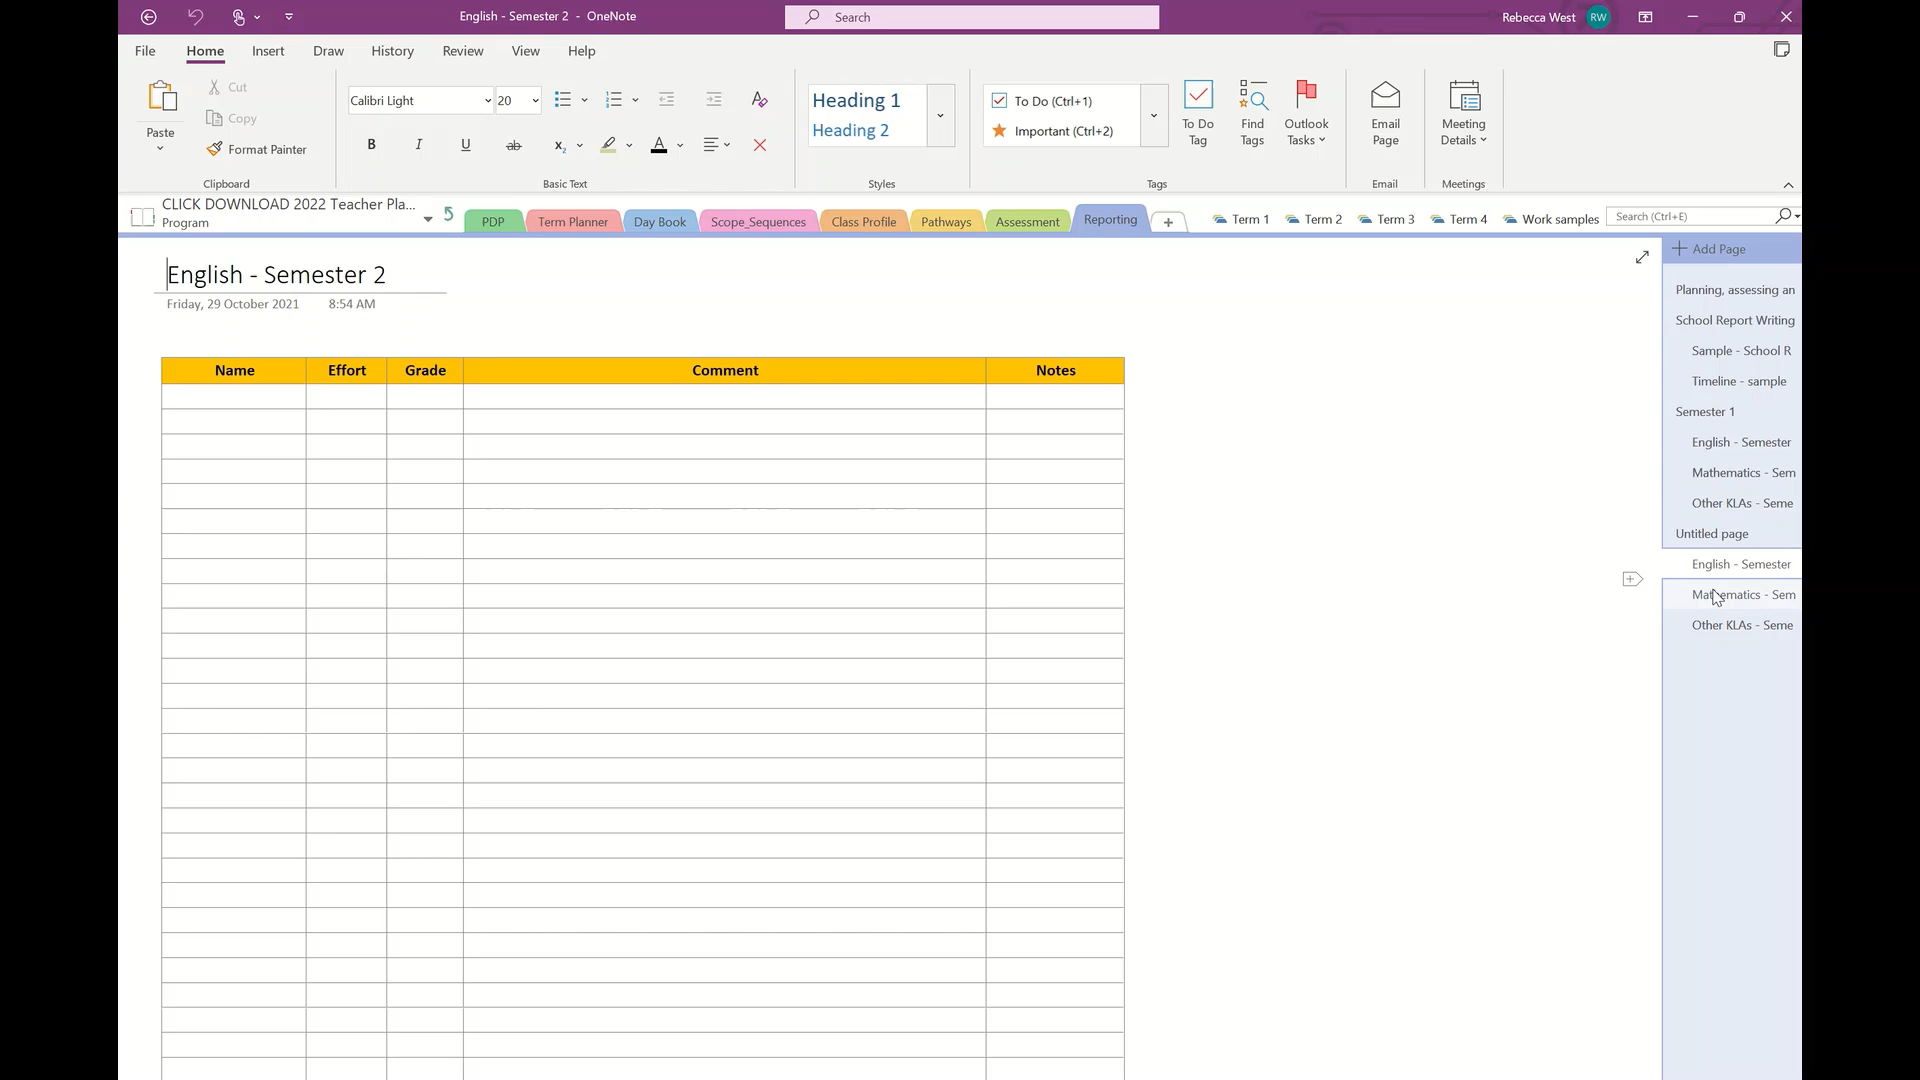 English - Semester 2 - OneNote
Search
Rebecca West
RW
File Home Insert Draw History Review View Help
Paste
Cut
Copy
Format Painter
Clipboard
Calibri Light 20
B I U ab x₂ A
Basic Text
Heading 1
Heading 2
Styles
To Do (Ctrl+1)
Important (Ctrl+2)
To Do Tag
Find Tags
Outlook Tasks
Tags
Email Page
Email
Meeting Details
Meetings
CLICK DOWNLOAD 2022 Teacher Pla...
Program
PDP Term Planner Day Book Scope_Sequences Class Profile Pathways Assessment Reporting
Term 1 Term 2 Term 3 Term 4 Work samples
Search (Ctrl+E)
English - Semester 2
Friday, 29 October 2021 8:54 AM
Name Effort Grade Comment Notes
Add Page
Planning, assessing an
School Report Writing
Sample - School R
Timeline - sample
Semester 1
English - Semester
Mathematics - Sem
Other KLAs - Seme
Untitled page
English - Semester
Mathematics - Sem
Other KLAs - Seme